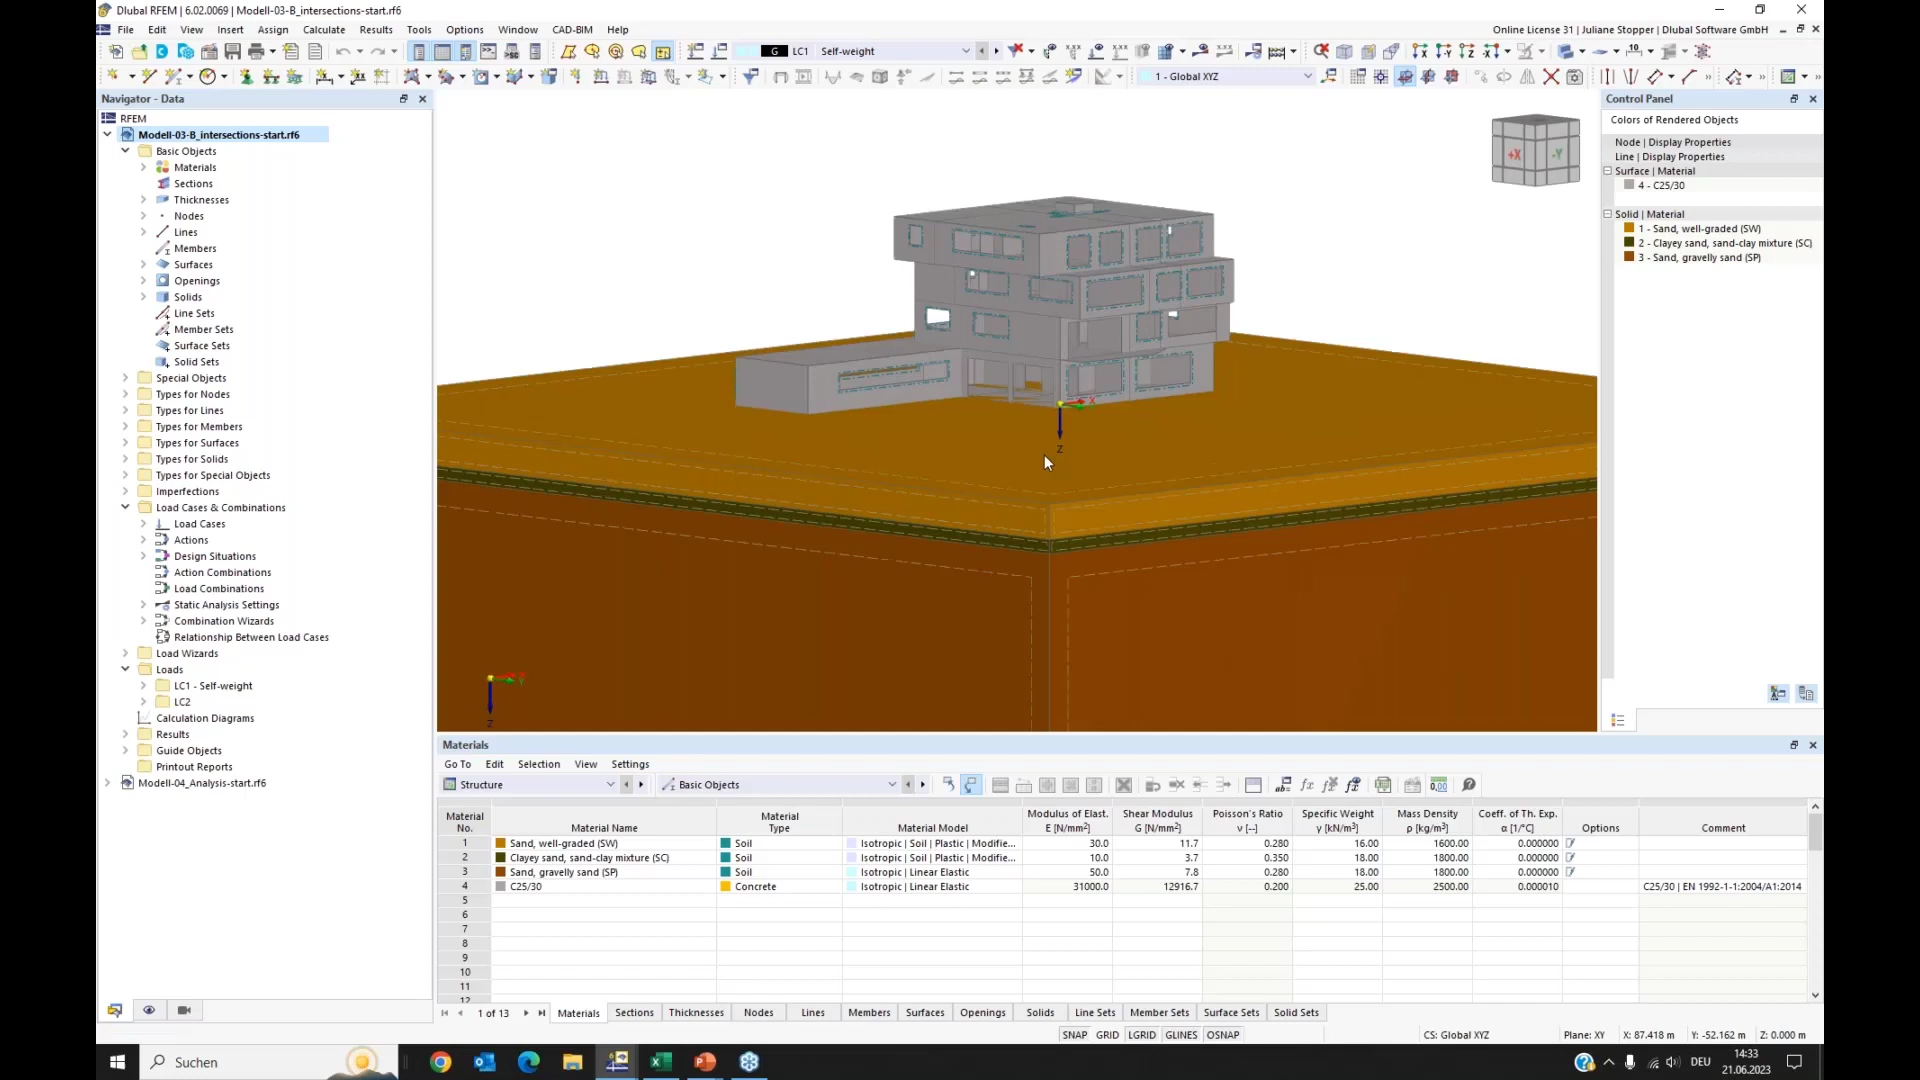 Dlubal RFEM | 6.02.0069 | Modell-03-B_intersections-start.rf6
File Edit View Insert Assign Calculate Results Tools Options Window CAD-BIM Help
Online License 31 | Juliane Stopper | Dlubal Software GmbH
G LC1 Self-weight
1 - Global XYZ
Navigator - Data
RFEM
Modell-03-B_intersections-start.rf6
Basic Objects
Materials
Sections
Thicknesses
Nodes
Lines
Members
Surfaces
Openings
Solids
Line Sets
Member Sets
Surface Sets
Solid Sets
Special Objects
Types for Nodes
Types for Lines
Types for Members
Types for Surfaces
Types for Solids
Types for Special Objects
Imperfections
Load Cases & Combinations
Load Cases
Actions
Design Situations
Action Combinations
Load Combinations
Static Analysis Settings
Combination Wizards
Relationship Between Load Cases
Load Wizards
Loads
LC1 - Self-weight
LC2
Calculation Diagrams
Results
Guide Objects
Printout Reports
Modell-04_Analysis-start.rf6
+X -Y
X
Z
Y
Z
Control Panel
Colors of Rendered Objects
Node | Display Properties
Line | Display Properties
Surface | Material
4 - C25/30
Solid | Material
1 - Sand, well-graded (SW)
2 - Clayey sand, sand-clay mixture (SC)
3 - Sand, gravelly sand (SP)
Materials
Go To Edit Selection View Settings
Structure Basic Objects
Material No. Material Name Material Type Material Model Modulus of Elast. E [N/mm²] Shear Modulus G [N/mm²] Poisson's Ratio ν [--] Specific Weight γ [kN/m³] Mass Density ρ [kg/m³] Coeff. of Th. Exp. α [1/°C] Options Comment
1 Sand, well-graded (SW) Soil Isotropic | Soil | Plastic | Modifie... 30.0 11.7 0.280 16.00 1600.00 0.000000
2 Clayey sand, sand-clay mixture (SC) Soil Isotropic | Soil | Plastic | Modifie... 10.0 3.7 0.350 18.00 1800.00 0.000000
3 Sand, gravelly sand (SP) Soil Isotropic | Linear Elastic 50.0 7.8 0.280 18.00 1800.00 0.000000
4 C25/30 Concrete Isotropic | Linear Elastic 31000.0 12916.7 0.200 25.00 2500.00 0.000010 C25/30 | EN 1992-1-1:2004/A1:2014
5
6
7
8
9
10
11
12
1 of 13 Materials Sections Thicknesses Nodes Lines Members Surfaces Openings Solids Line Sets Member Sets Surface Sets Solid Sets
SNAP GRID LGRID GLINES OSNAP CS: Global XYZ Plane: XY X: 87.418 m Y: -52.162 m Z: 0.000 m
Suchen DEU 14:33
21.06.2023